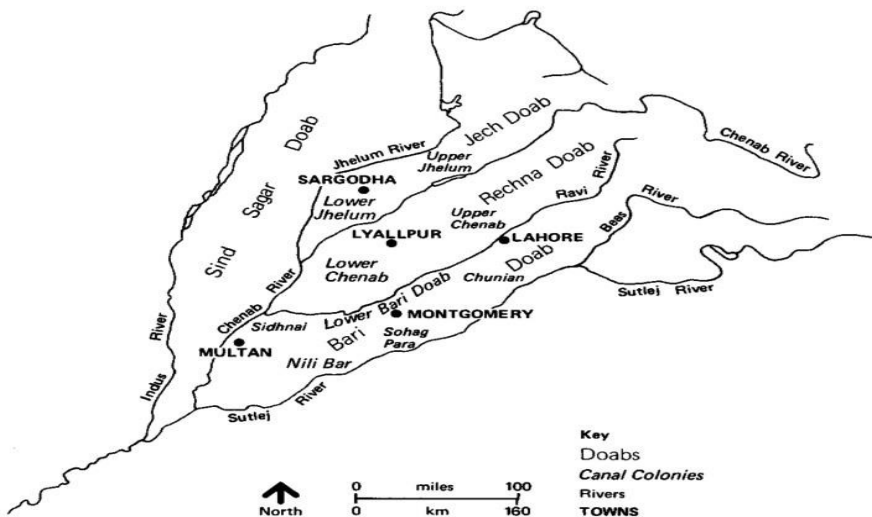 Jech Doab
Chenab River
Jhelum River
Upper
Jhelum
Sind Sagar Doab
SARGODHA
Lower
Jhelum
Rechna Doab
Ravi River
Upper
Chenab
LYALLPUR
LAHORE
Beas River
Lower
Chenab
Chunian
Sutlej River
Chenab River
Lower Bari Doab
Bari Doab
MONTGOMERY
Sidhnai
MULTAN
Sohag
Para
Nili Bar
Indus River
Sutlej River
Key
Doabs
Canal Colonies
Rivers
TOWNS
North
0 miles 100
0 km 160